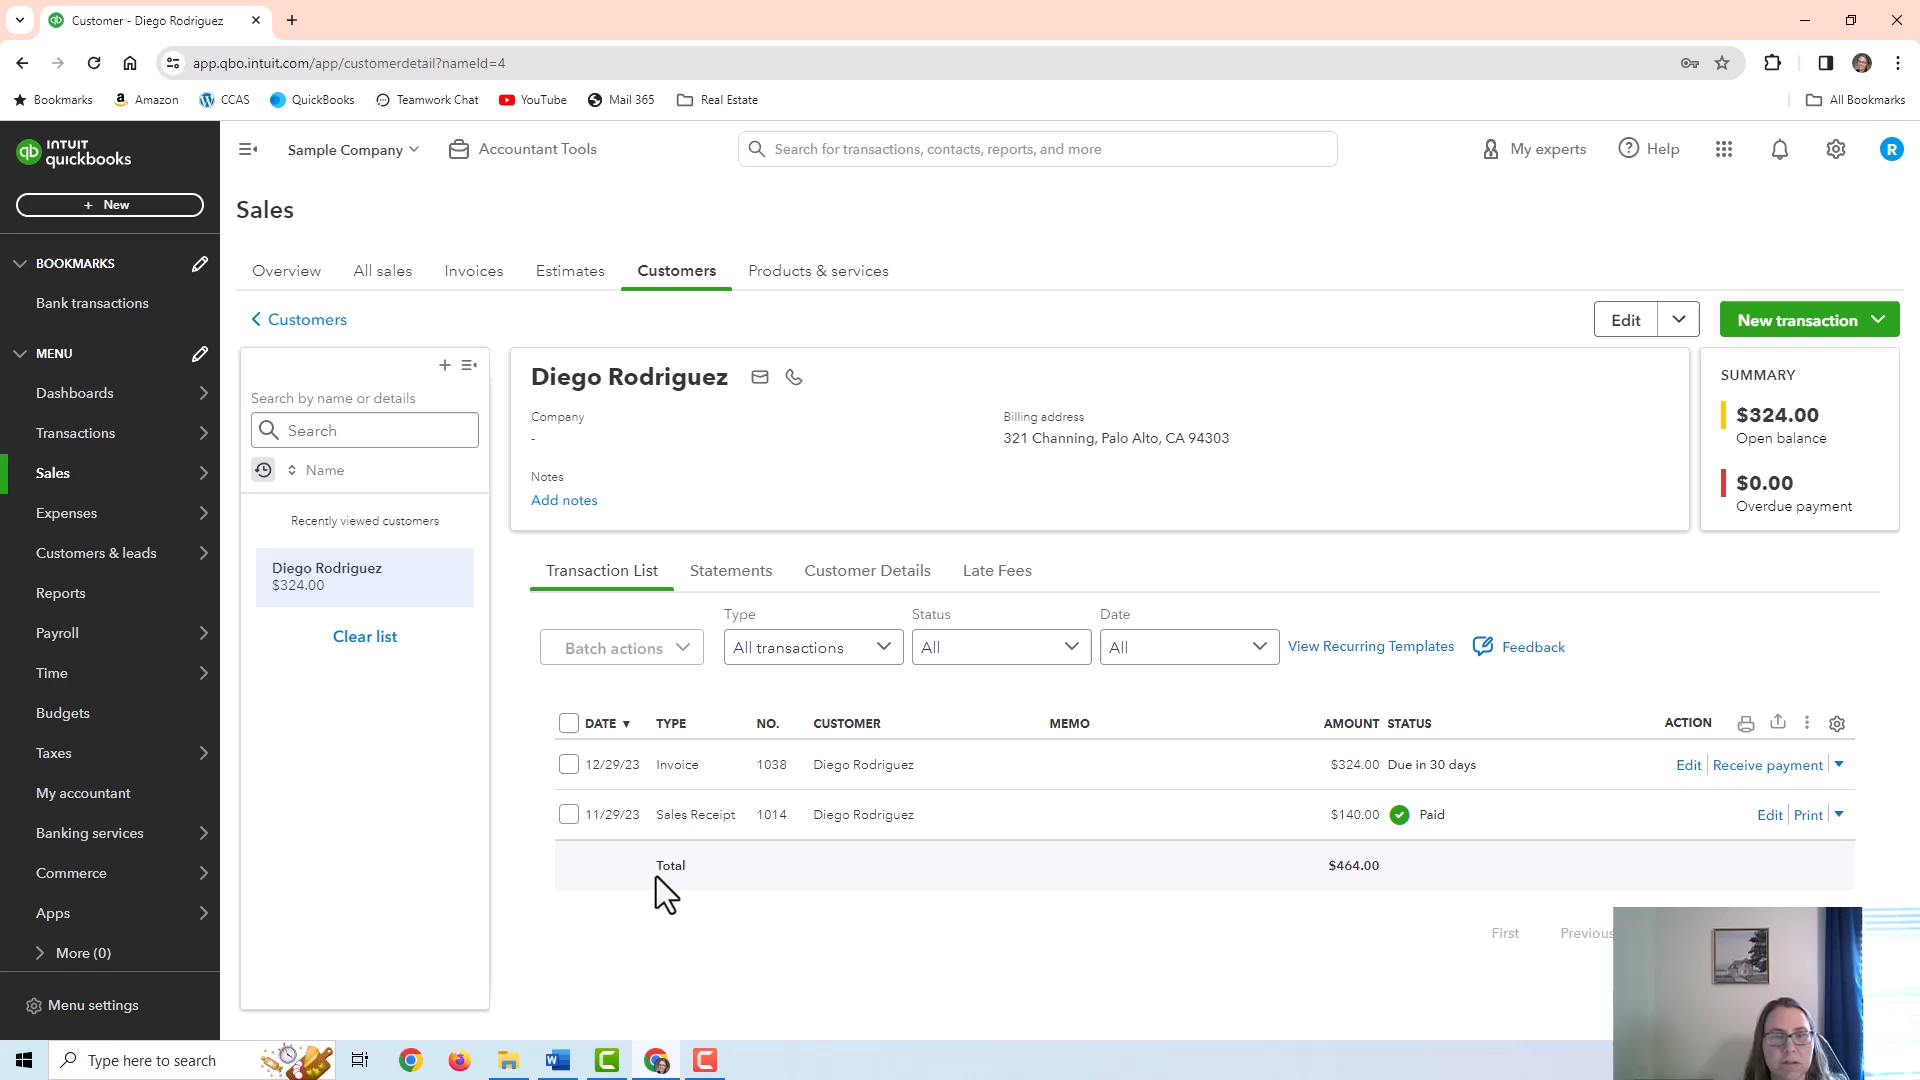 Customer - Diego Rodriguez
app.qbo.intuit.com/app/customerdetail?nameId=4
Bookmarks Amazon CCAS QuickBooks Teamwork Chat YouTube Mail 365 Real Estate All Bookmarks
INTUIT
quickbooks
Sample Company Accountant Tools Search for transactions, contacts, reports, and more My experts Help R
+ New
Sales
BOOKMARKS
Bank transactions
MENU
Dashboards
Transactions
Sales
Expenses
Customers & leads
Reports
Payroll
Time
Budgets
Taxes
My accountant
Banking services
Commerce
Apps
More (0)
Menu settings
Overview All sales Invoices Estimates Customers Products & services
Customers
Edit New transaction
Search by name or details
Search
Name
Recently viewed customers
Diego Rodriguez
$324.00
Clear list
Diego Rodriguez
Company
-
Billing address
321 Channing, Palo Alto, CA 94303
Notes
Add notes
SUMMARY
$324.00
Open balance
$0.00
Overdue payment
Transaction List Statements Customer Details Late Fees
Type Status Date
Batch actions All transactions All All View Recurring Templates Feedback
DATE ▼ TYPE NO. CUSTOMER MEMO AMOUNT STATUS ACTION
12/29/23 Invoice 1038 Diego Rodriguez $324.00 Due in 30 days Edit Receive payment
11/29/23 Sales Receipt 1014 Diego Rodriguez $140.00 Paid Edit Print
Total $464.00
First Previous
Type here to search